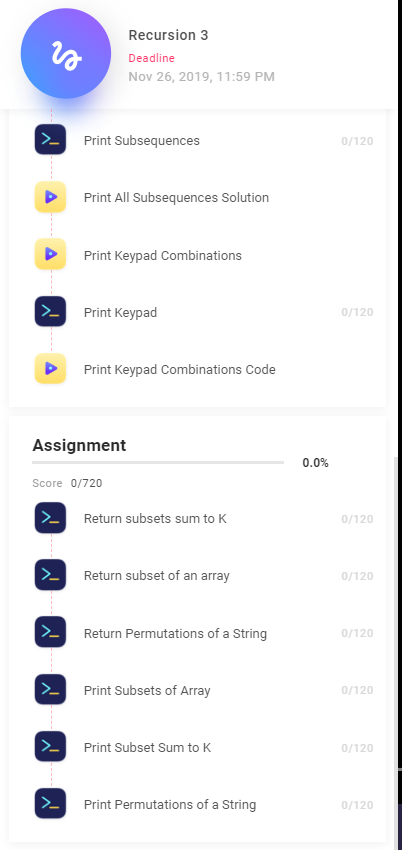 Recursion 3
Deadline
Nov 26, 2019, 11:59 PM
Print Subsequences 0/120
Print All Subsequences Solution
Print Keypad Combinations
Print Keypad 0/120
Print Keypad Combinations Code
Assignment
0.0%
Score 0/720
Return subsets sum to K 0/120
Return subset of an array 0/120
Return Permutations of a String 0/120
Print Subsets of Array 0/120
Print Subset Sum to K 0/120
Print Permutations of a String 0/120